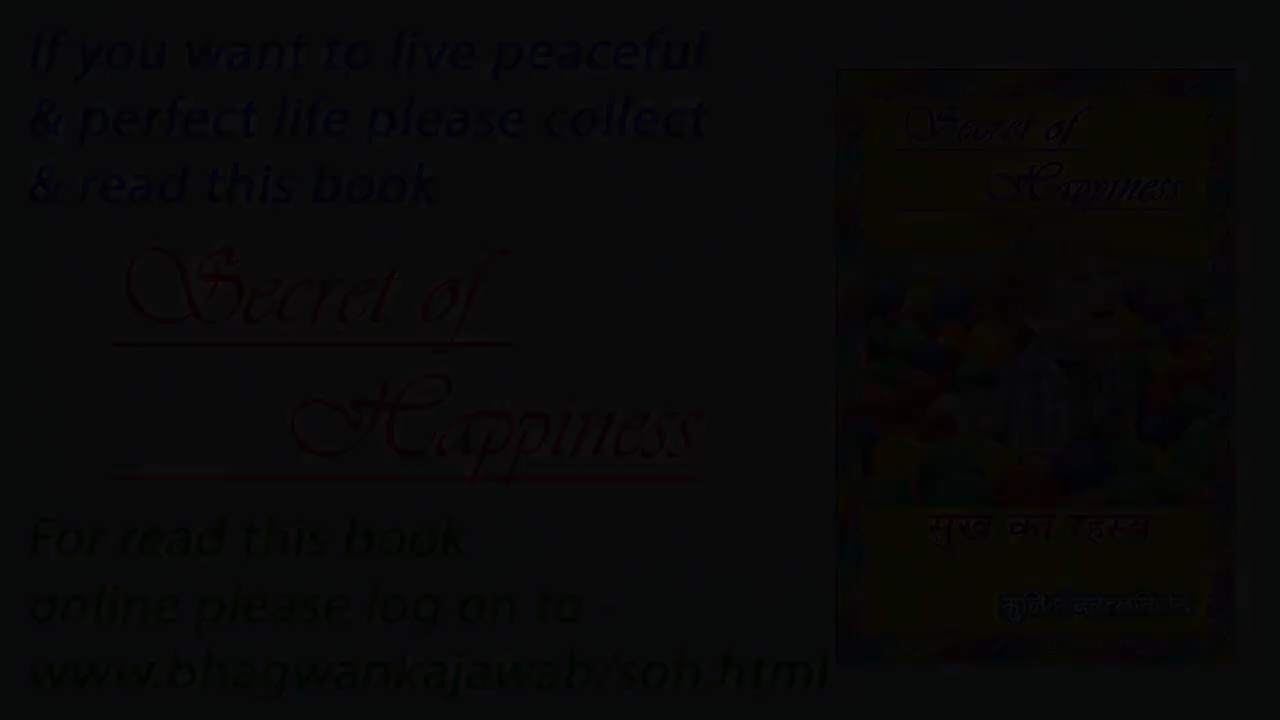 If you want to live peaceful
& perfect life please collect
& read this book
Secret of
Happiness
For read this book
online please log on to
www.bhagwankajawab/soh.html
Secret of
Happiness
सुख का रहस्य